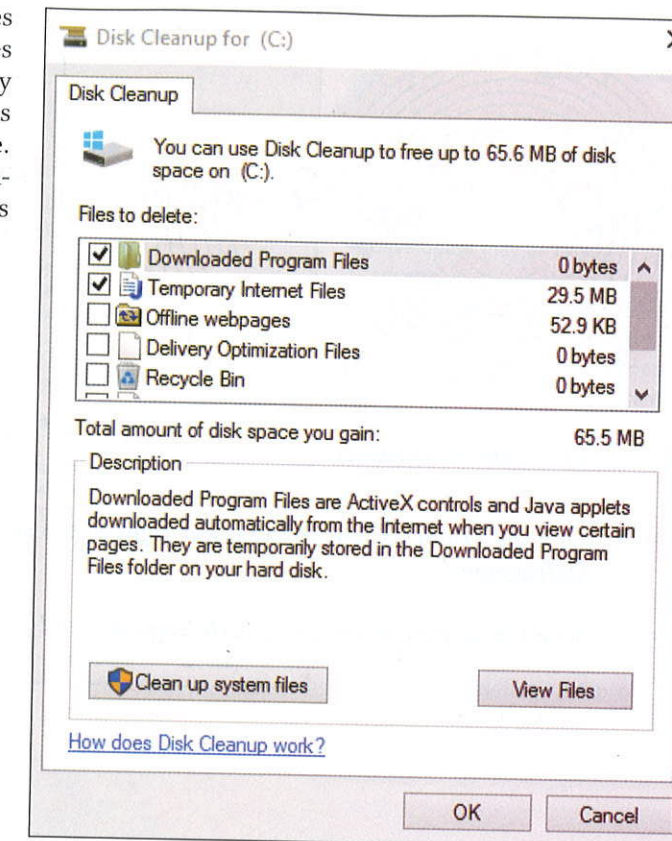 es
es
y
s
e.
-
s
Disk Cleanup for (C:)
Disk Cleanup
You can use Disk Cleanup to free up to 65.6 MB of disk
space on (C:).
Files to delete:
Downloaded Program Files 0 bytes
Temporary Internet Files 29.5 MB
Offline webpages 52.9 KB
Delivery Optimization Files 0 bytes
Recycle Bin 0 bytes
Total amount of disk space you gain: 65.5 MB
Description
Downloaded Program Files are ActiveX controls and Java applets
downloaded automatically from the Internet when you view certain
pages. They are temporarily stored in the Downloaded Program
Files folder on your hard disk.
Clean up system files
View Files
How does Disk Cleanup work?
OK Cancel